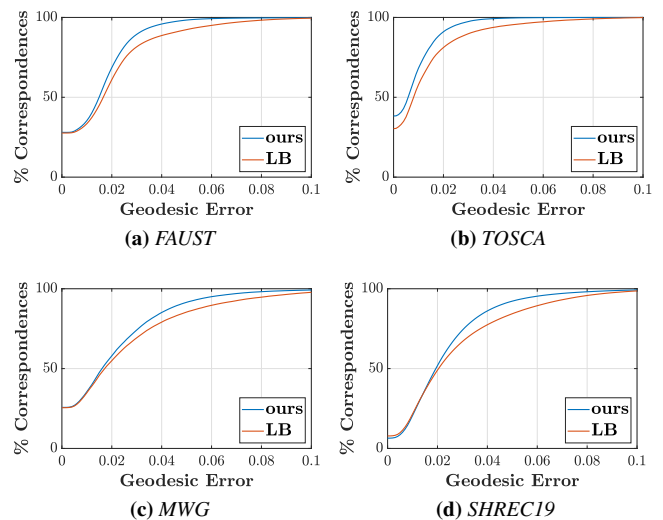 % Correspondences
100
50
0
0
0.02
0.04
0.06
0.08
0.1
Geodesic Error
ours
LB
(a) FAUST
% Correspondences
100
50
0
0
0.02
0.04
0.06
0.08
0.1
Geodesic Error
ours
LB
(b) TOSCA
% Correspondences
100
50
0
0
0.02
0.04
0.06
0.08
0.1
Geodesic Error
ours
LB
(c) MWG
% Correspondences
100
50
0
0
0.02
0.04
0.06
0.08
0.1
Geodesic Error
ours
LB
(d) SHREC19